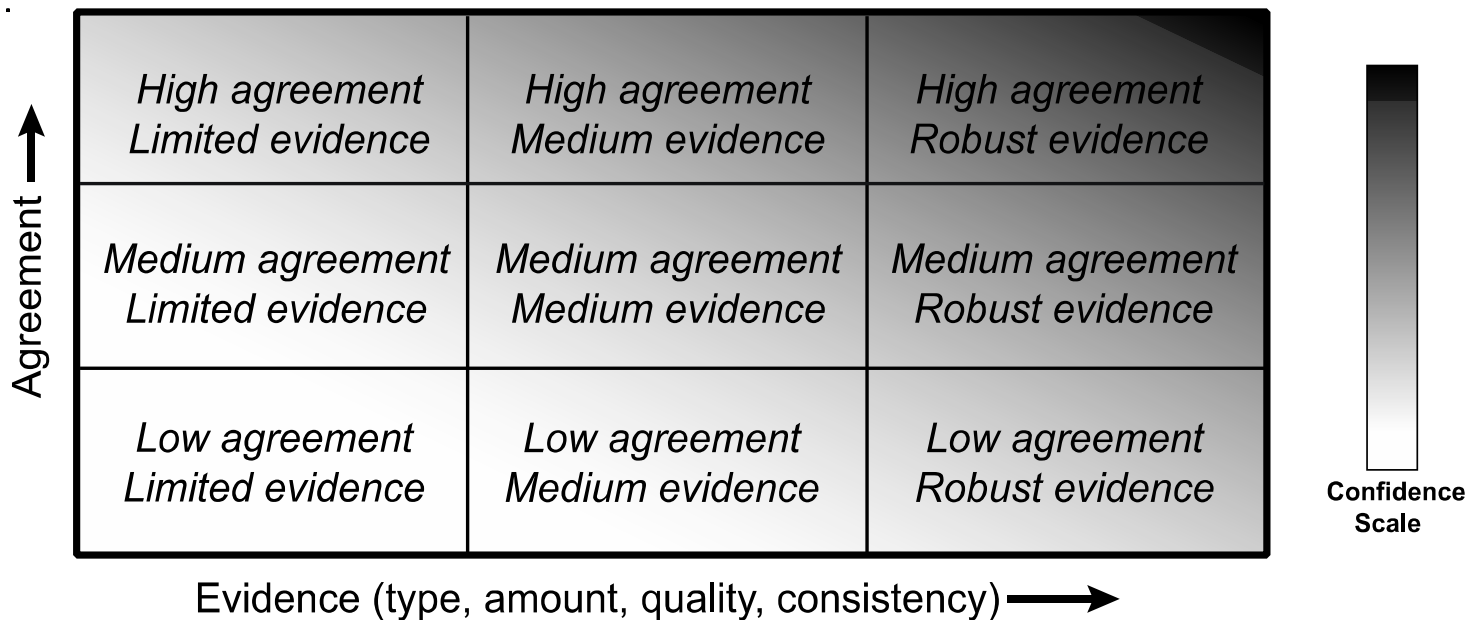 High agreement
Limited evidence
High agreement
Medium evidence
High agreement
Robust evidence
Agreement
Medium agreement
Limited evidence
Medium agreement
Medium evidence
Medium agreement
Robust evidence
Low agreement
Limited evidence
Low agreement
Medium evidence
Low agreement
Robust evidence
Confidence
Scale
Evidence (type, amount, quality, consistency)